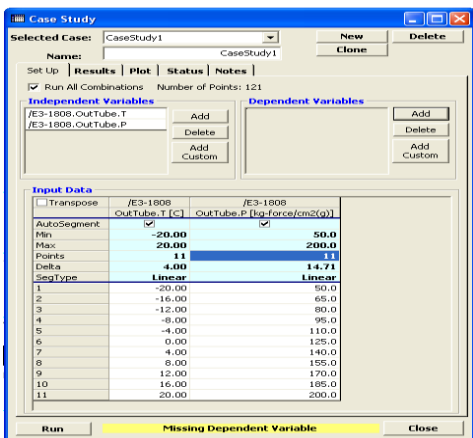 Case Study
Selected Case: CaseStudy1 New Delete
Name: CaseStudy1 Clone
Set Up Results Plot Status Notes
Run All Combinations Number of Points: 121
Independent Variables Dependent Variables
/E3-1808.OutTube.T Add Add
/E3-1808.OutTube.P Delete Delete
Add Custom Add Custom
Input Data
Transpose /E3-1808 /E3-1808
OutTube.T [C] OutTube.P [kg-force/cm2(g)]
AutoSegment
Min -20.00 50.0
Max 20.00 200.0
Points 11 11
Delta 4.00 14.71
SegType Linear Linear
1 -20.00 50.0
2 -16.00 65.0
3 -12.00 80.0
4 -8.00 95.0
5 -4.00 110.0
6 0.00 125.0
7 4.00 140.0
8 8.00 155.0
9 12.00 170.0
10 16.00 185.0
11 20.00 200.0
Run Missing Dependent Variable Close